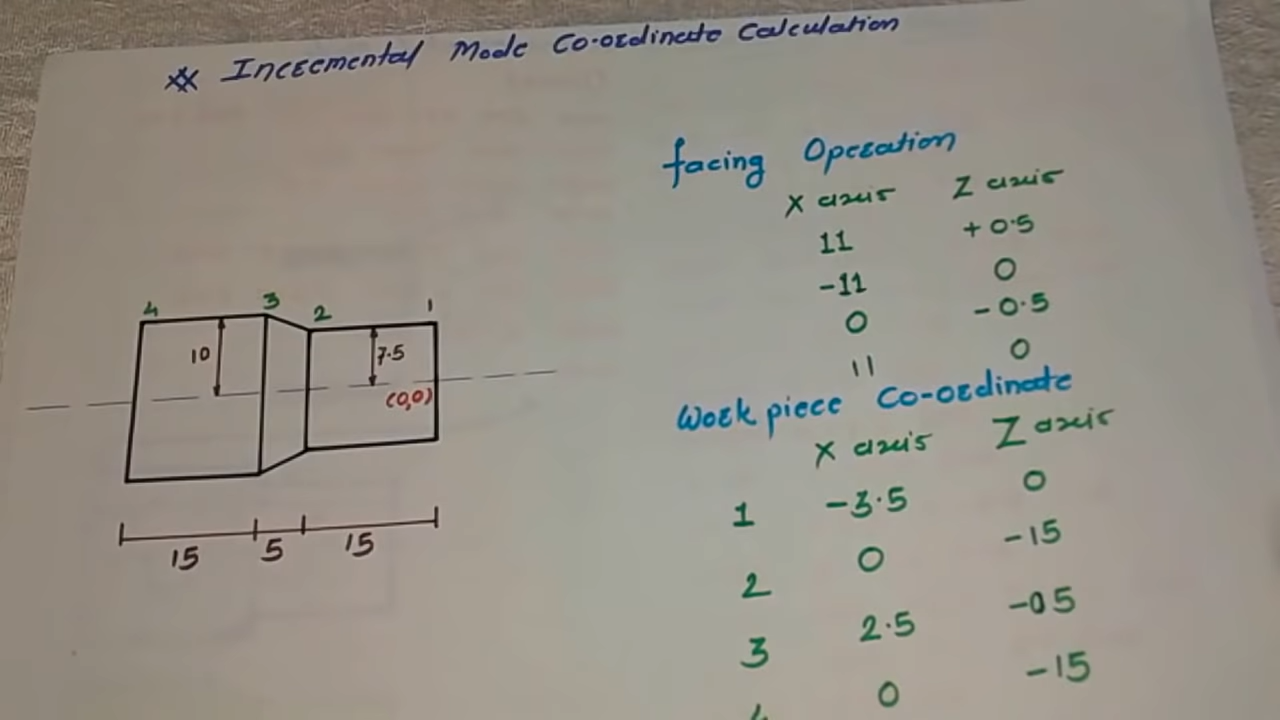 ** Incremental Mode Co-ordinate Calculation
facing Operation
X axis Z axis
11 +0.5
-11 0
0 -0.5
11 0
Work piece Co-ordinate
X axis Z axis
1 -3.5 0
2 0 -15
3 2.5 -05
4 0 -15
4 3 2 1
10 7.5
(0,0)
15 5 15